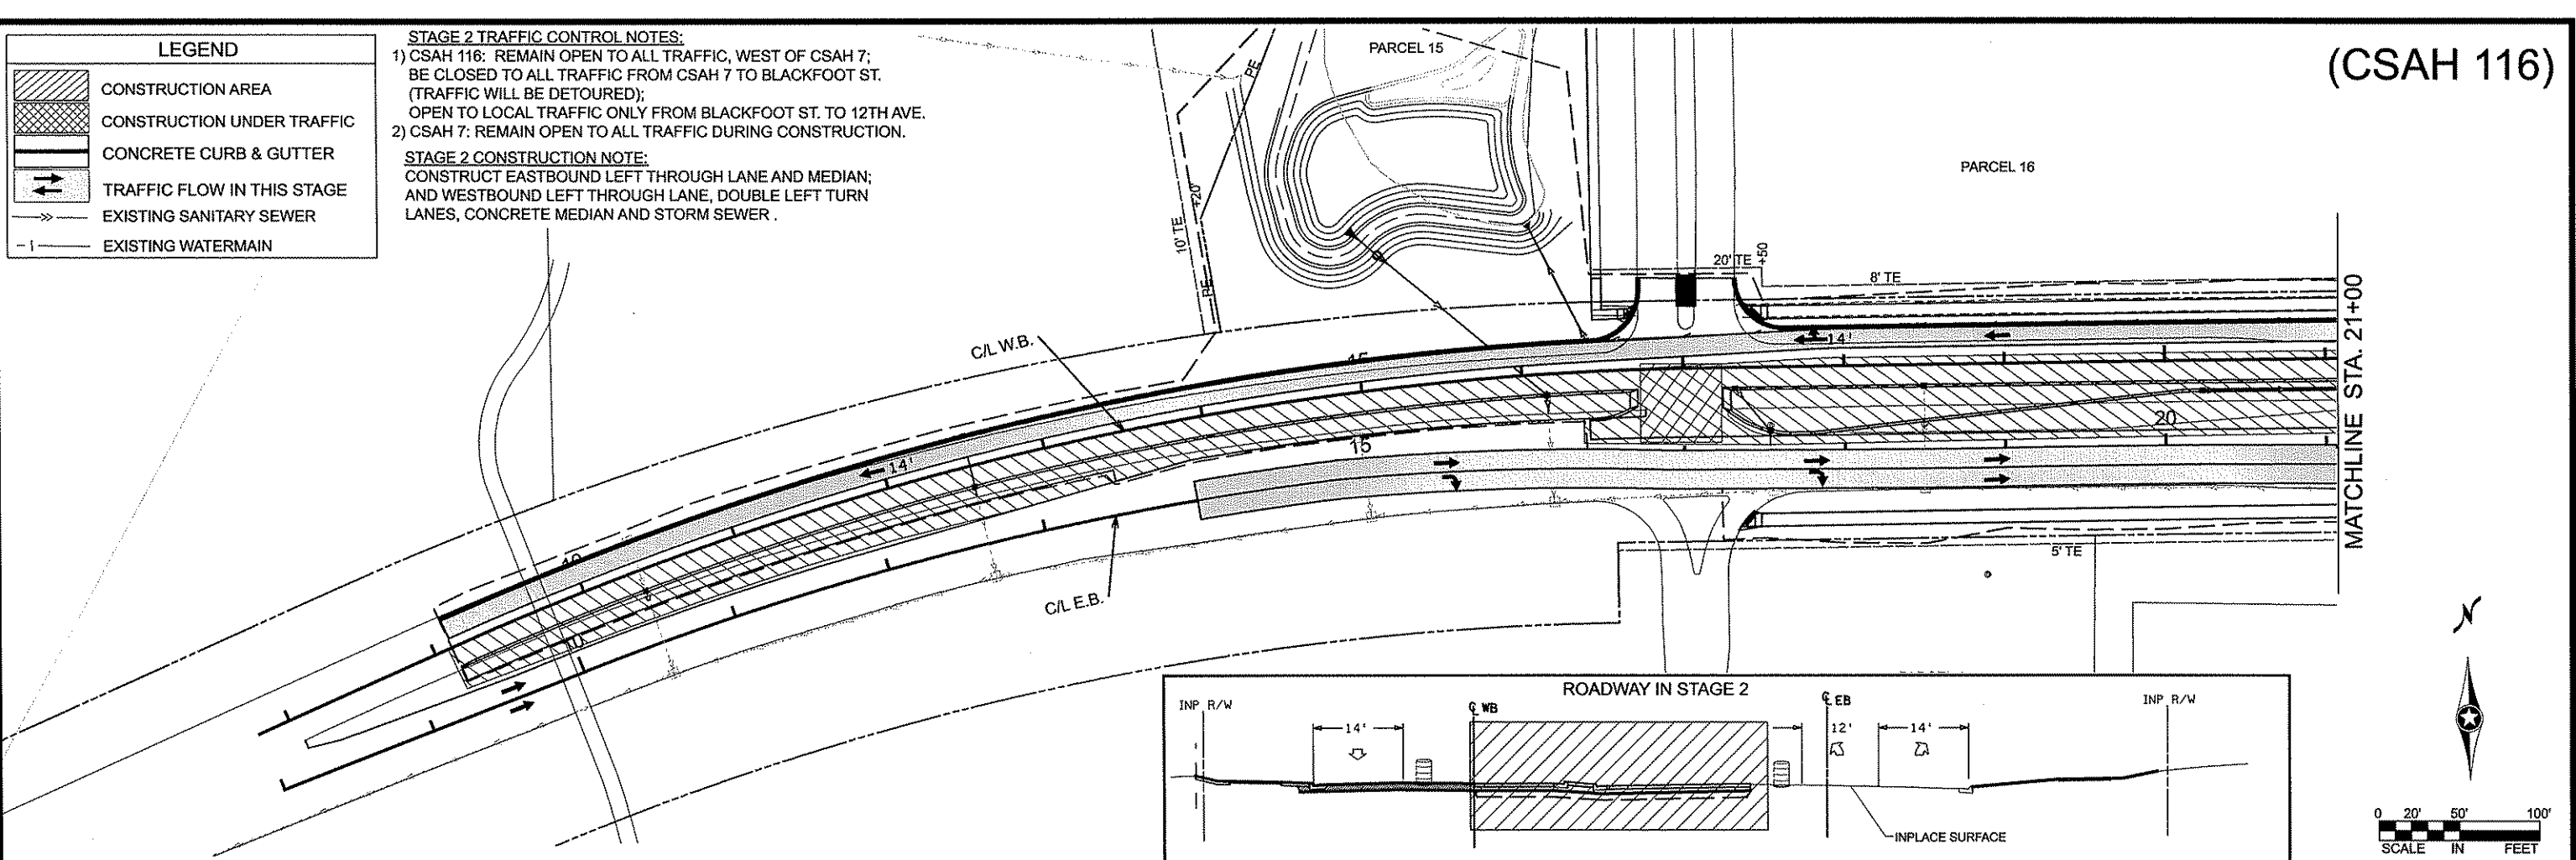 LEGEND
CONSTRUCTION AREA
CONSTRUCTION UNDER TRAFFIC
CONCRETE CURB & GUTTER
TRAFFIC FLOW IN THIS STAGE
EXISTING SANITARY SEWER
EXISTING WATERMAIN
STAGE 2 TRAFFIC CONTROL NOTES:
1) CSAH 116: REMAIN OPEN TO ALL TRAFFIC, WEST OF CSAH 7;
BE CLOSED TO ALL TRAFFIC FROM CSAH 7 TO BLACKFOOT ST.
(TRAFFIC WILL BE DETOURED);
OPEN TO LOCAL TRAFFIC ONLY FROM BLACKFOOT ST. TO 12TH AVE.
2) CSAH 7: REMAIN OPEN TO ALL TRAFFIC DURING CONSTRUCTION.
STAGE 2 CONSTRUCTION NOTE:
CONSTRUCT EASTBOUND LEFT THROUGH LANE AND MEDIAN;
AND WESTBOUND LEFT THROUGH LANE, DOUBLE LEFT TURN
LANES, CONCRETE MEDIAN AND STORM SEWER .
(CSAH 116)
PARCEL 15
PARCEL 16
PE
10' TE
+20'
PE
20' TE
+50
8' TE
C/L W.B.
15
14'
14'
15
20
10
10
C/L E.B.
5' TE
MATCHLINE STA. 21+00
N
ROADWAY IN STAGE 2
INP R/W
WB
EB
INP R/W
14'
12'
14'
INPLACE SURFACE
0 20' 50' 100'
SCALE IN FEET